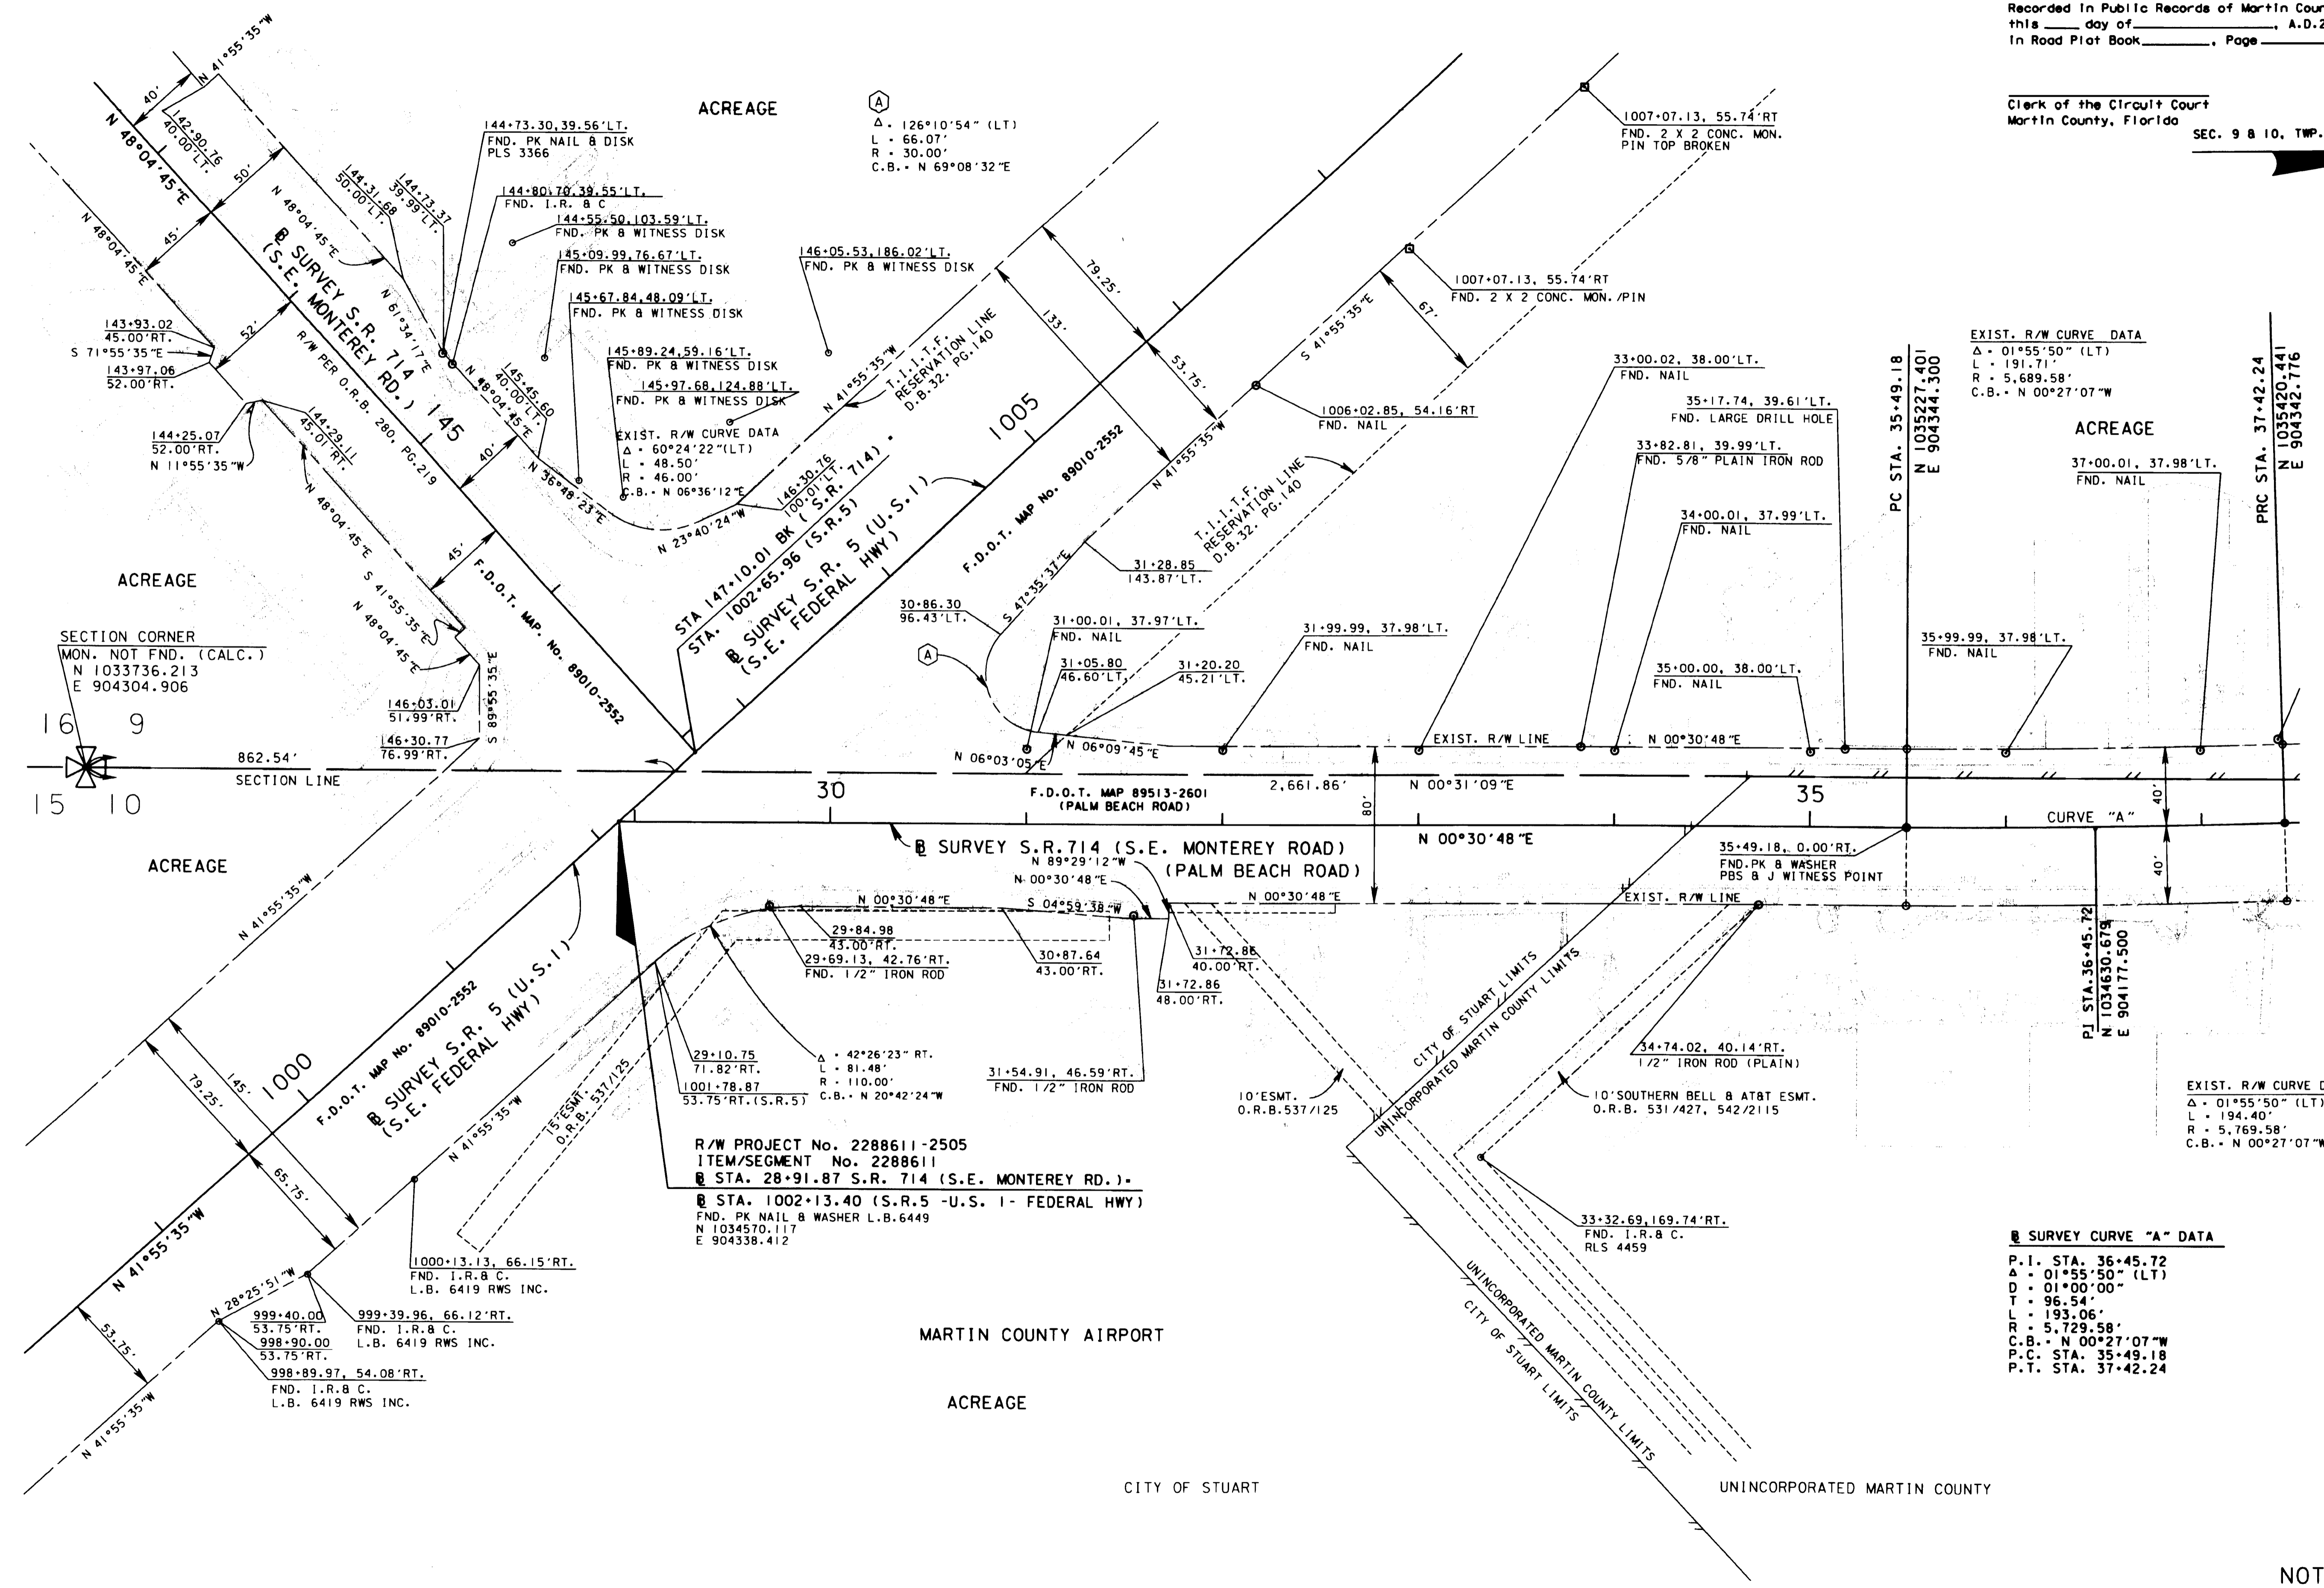 Recorded in Public Records of Martin Coun
this ____ day of ______________, A.D.2
In Road Plat Book________, Page
Clerk of the Circuit Court
Martin County, Florida
SEC. 9 & 10, TWP.
N 41°55'35"W
40'
142+90.76
40.00'LT.
N 48°04'45"E
50'
45'
N 48°04'45"E
N 48°04'45"E
144+31.68
50.00'LT.
144+73.37
39.99'LT.
144+73.30,39.56'LT.
FND. PK NAIL & DISK
PLS 3366
144+80.70,39.55'LT.
FND. I.R. & C
144+55.50,103.59'LT.
FND. PK & WITNESS DISK
145+09.99,76.67'LT.
FND. PK & WITNESS DISK
145+67.84,48.09'LT.
FND. PK & WITNESS DISK
145+89.24,59.16'LT.
FND. PK & WITNESS DISK
145+97.68,124.88'LT.
FND. PK & WITNESS DISK
146+05.53,186.02'LT.
FND. PK & WITNESS DISK
EXIST. R/W CURVE DATA
Δ = 60°24'22"(LT)
L = 48.50'
R = 46.00'
C.B.= N 06°36'12"E
ACREAGE
A
Δ = 126°10'54" (LT)
L = 66.07'
R = 30.00'
C.B.= N 69°08'32"E
B SURVEY S.R. 714
(S.E. MONTEREY RD.)
145
R/W PER O.R.B. 280, PG.219
N 61°34'17"E
N 48°04'45"E
145+45.60
40.00'LT.
40'
N 36°48'23"E
N 23°40'24"W
146+30.76
100.01'LT.
52'
143+93.02
45.00'RT.
S 71°55'35"E
143+97.06
52.00'RT.
144+25.07
52.00'RT.
N 11°55'35"W
144+29.11
45.01'RT.
N 48°04'45"E
45'
S 41°55'35"E
N 48°04'45"E
F.D.O.T. MAP. No. 89010-2552
ACREAGE
SECTION CORNER
MON. NOT FND. (CALC.)
N 1033736.213
E 904304.906
16 9
15 10
862.54'
SECTION LINE
146+03.01
51.99'RT.
146+30.77
76.99'RT.
S 89°55'35"E
STA 147+10.01 BK ( S.R. 714) =
STA. 1002+65.96 (S.R.5)
B SURVEY S.R. 5 (U.S.1)
(S.E. FEDERAL HWY)
N 41°55'35"W
T.I.I.T.F.
RESERVATION LINE
D.B.32. PG.140
79.25'
133'
53.75'
1005
F.D.O.T. MAP No. 89010-2552
1007+07.13, 55.74'RT
FND. 2 X 2 CONC. MON.
PIN TOP BROKEN
1007+07.13, 55.74'RT
FND. 2 X 2 CONC. MON./PIN
S 41°55'35"E
67'
1006+02.85, 54.16'RT
FND. NAIL
N 41°55'35"W
T.I.I.T.F.
RESERVATION LINE
D.B.32. PG.140
31+28.85
143.87'LT.
S 47°35'37"E
30+86.30
96.43'LT.
A
31+00.01, 37.97'LT.
FND. NAIL
31+05.80
46.60'LT.
31+20.20
45.21'LT.
31+99.99, 37.98'LT.
FND. NAIL
33+00.02, 38.00'LT.
FND. NAIL
35+17.74, 39.61'LT.
FND. LARGE DRILL HOLE
33+82.81, 39.99'LT.
FND. 5/8" PLAIN IRON ROD
34+00.01, 37.99'LT.
FND. NAIL
35+00.00, 38.00'LT.
FND. NAIL
PC STA. 35+49.18
N 1035227.401
E 904344.300
EXIST. R/W CURVE DATA
Δ = 01°55'50" (LT)
L = 191.71'
R = 5,689.58'
C.B.= N 00°27'07"W
ACREAGE
37+00.01, 37.98'LT.
FND. NAIL
PRC STA. 37+42.24
N 1035420.441
E 904342.776
35+99.99, 37.98'LT.
FND. NAIL
N 06°03'05"E
N 06°09'45"E
EXIST. R/W LINE
N 00°30'48"E
30
F.D.O.T. MAP 89513-2601
(PALM BEACH ROAD)
2,661.86'
80'
N 00°31'09"E
35
40'
CURVE "A"
40'
B SURVEY S.R.714 (S.E. MONTEREY ROAD)
(PALM BEACH ROAD)
N 00°30'48"E
N 89°29'12"W
N 00°30'48"E
35+49.18, 0.00'RT.
FND.PK & WASHER
PBS & J WITNESS POINT
N 00°30'48"E
S 04°59'38"W
N 00°30'48"E
EXIST. R/W LINE
29+84.98
43.00'RT.
29+69.13, 42.76'RT.
FND. 1/2" IRON ROD
30+87.64
43.00'RT.
31+72.86
40.00'RT.
31+72.86
48.00'RT.
31+54.91, 46.59'RT.
FND. 1/2" IRON ROD
PI STA.36+45.72
N 1034630.679
E 904177.500
ACREAGE
N 41°55'35"W
F.D.O.T. MAP No. 89010-2552
B SURVEY S.R. 5 (U.S.1)
(S.E. FEDERAL HWY)
1000
79.25'
145'
65.75'
N 41°55'35"W
15'ESMT.
O.R.B. 537/125
29+10.75
71.82'RT.
1001+78.87
53.75'RT.(S.R.5)
Δ = 42°26'23" RT.
L = 81.48'
R = 110.00'
C.B.= N 20°42'24"W
10'ESMT.
O.R.B.537/125
CITY OF STUART LIMITS
UNINCORPORATED MARTIN COUNTY LIMITS
34+74.02, 40.14'RT.
1/2" IRON ROD (PLAIN)
10'SOUTHERN BELL & AT&T ESMT.
O.R.B. 531/427, 542/2115
EXIST. R/W CURVE D
Δ = 01°55'50" (LT)
L = 194.40'
R = 5,769.58'
C.B.= N 00°27'07"W
R/W PROJECT No. 2288611-2505
ITEM/SEGMENT No. 2288611
B STA. 28+91.87 S.R. 714 (S.E. MONTEREY RD.)=
B STA. 1002+13.40 (S.R.5 -U.S. 1- FEDERAL HWY)
FND. PK NAIL & WASHER L.B.6449
N 1034570.117
E 904338.412
33+32.69,169.74'RT.
FND. I.R.& C.
RLS 4459
N 41°55'35"W
53.75'
N 28°25'51"W
1000+13.13, 66.15'RT.
FND. I.R.& C.
L.B. 6419 RWS INC.
999+40.00
53.75'RT.
998+90.00
53.75'RT.
999+39.96, 66.12'RT.
FND. I.R.& C.
L.B. 6419 RWS INC.
998+89.97, 54.08'RT.
FND. I.R.& C.
L.B. 6419 RWS INC.
N 41°55'35"W
MARTIN COUNTY AIRPORT
ACREAGE
UNINCORPORATED MARTIN COUNTY LIMITS
CITY OF STUART LIMITS
B SURVEY CURVE "A" DATA
P.I. STA. 36+45.72
Δ = 01°55'50" (LT)
D = 01°00'00"
T = 96.54'
L = 193.06'
R = 5,729.58'
C.B.= N 00°27'07"W
P.C. STA. 35+49.18
P.T. STA. 37+42.24
CITY OF STUART
UNINCORPORATED MARTIN COUNTY
NOT